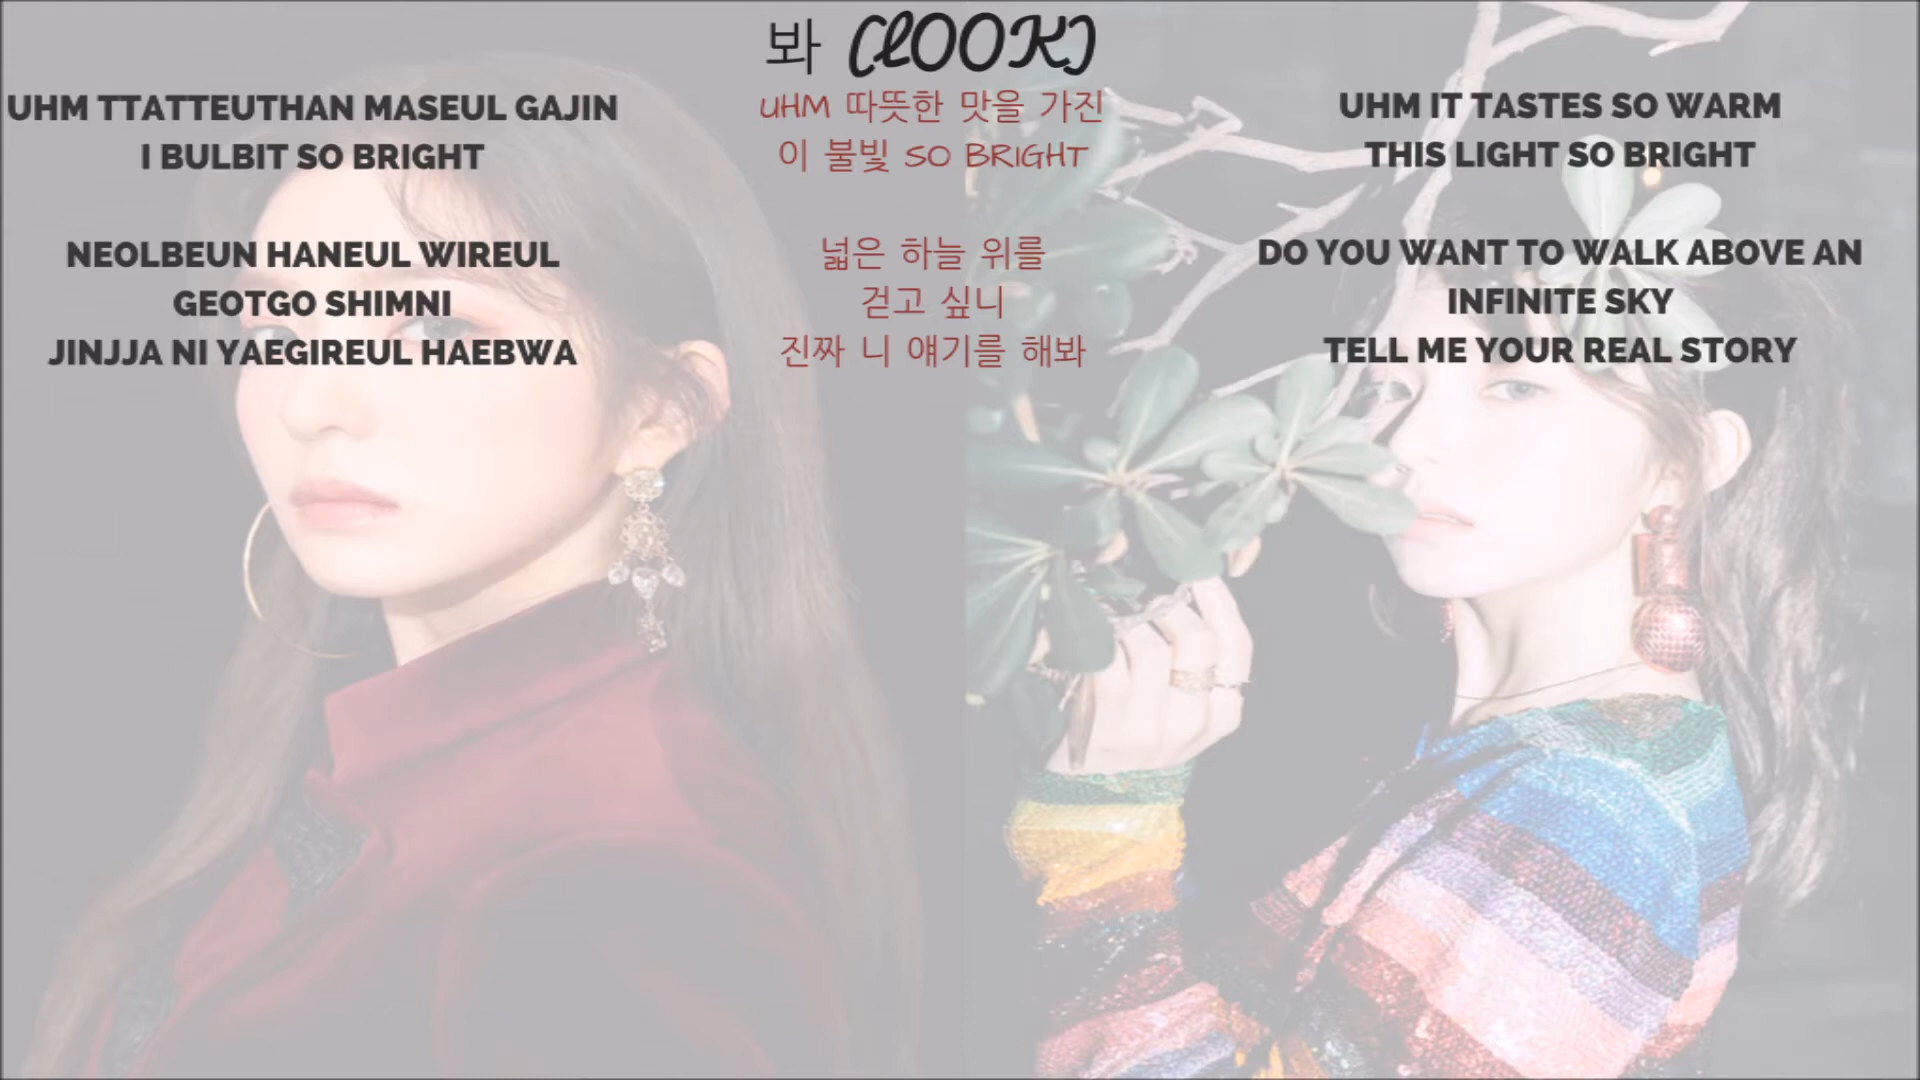 봐 (LOOK)
UHM TTATTEUTHAN MASEUL GAJIN
I BULBIT SO BRIGHT
NEOLBEUN HANEUL WIREUL
GEOTGO SHIMNI
JINJJA NI YAEGIREUL HAEBWA
UHM 따뜻한 맛을 가진
이 불빛 SO BRIGHT
넓은 하늘 위를
걷고 싶니
진짜 니 얘기를 해봐
UHM IT TASTES SO WARM
THIS LIGHT SO BRIGHT
DO YOU WANT TO WALK ABOVE AN
INFINITE SKY
TELL ME YOUR REAL STORY